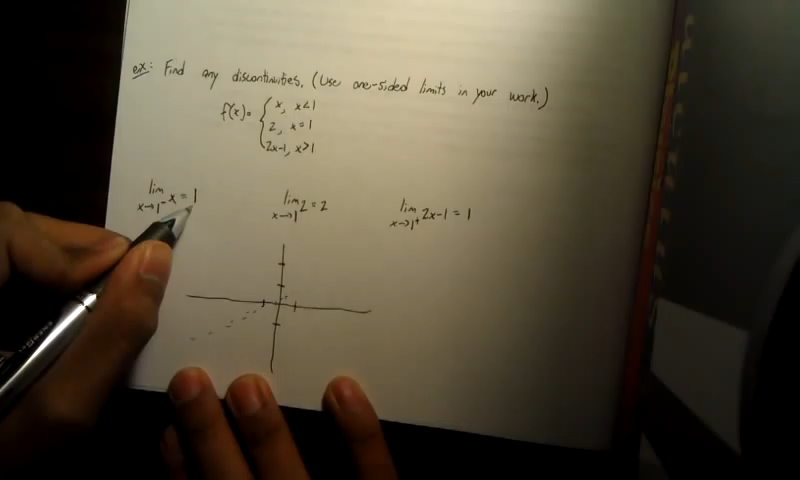 ex: Find any discontinuities. (Use one-sided limits in your work.)
f(x)= { x, x<1
2, x=1
2x-1, x>1
lim x→1⁻ x = 1
lim x→1 2 = 2
lim x→1⁺ 2x-1 = 1